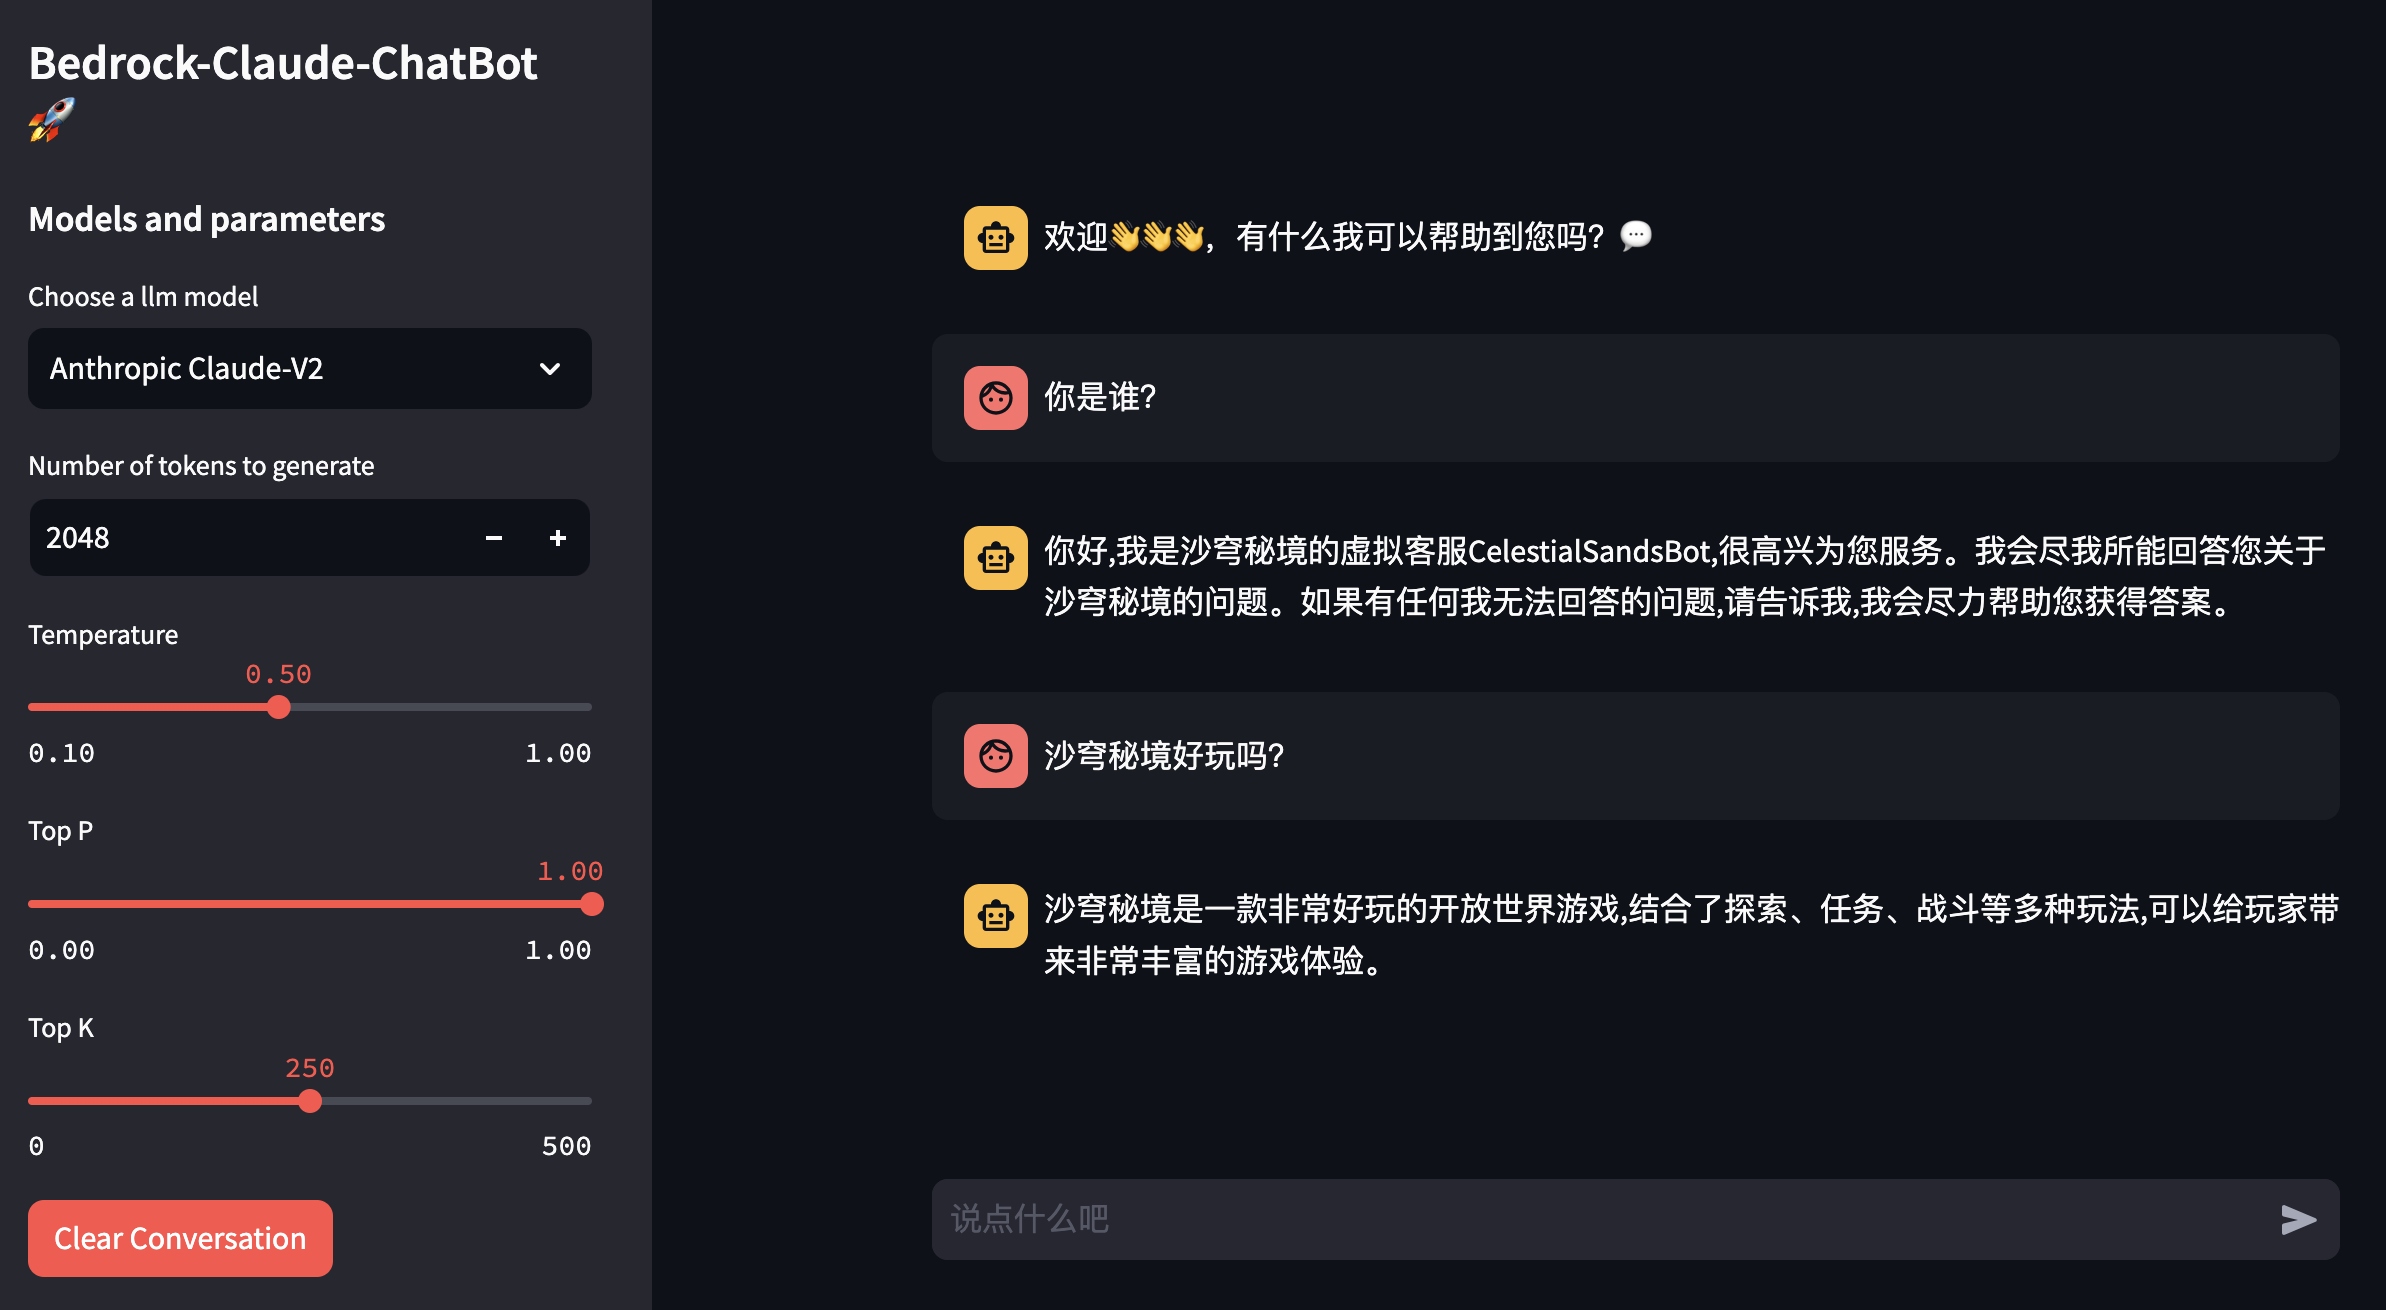 Bedrock-Claude-ChatBot
🚀
Models and parameters
Choose a llm model
Anthropic Claude-V2
Number of tokens to generate
2048
Temperature
0.50
0.10 1.00
Top P
1.00
0.00 1.00
Top K
250
0 500
Clear Conversation
欢迎👋👋👋，有什么我可以帮助到您吗？💬
你是谁?
你好,我是沙穹秘境的虚拟客服CelestialSandsBot,很高兴为您服务。我会尽我所能回答您关于
沙穹秘境的问题。如果有任何我无法回答的问题,请告诉我,我会尽力帮助您获得答案。
沙穹秘境好玩吗?
沙穹秘境是一款非常好玩的开放世界游戏,结合了探索、任务、战斗等多种玩法,可以给玩家带
来非常丰富的游戏体验。
说点什么吧